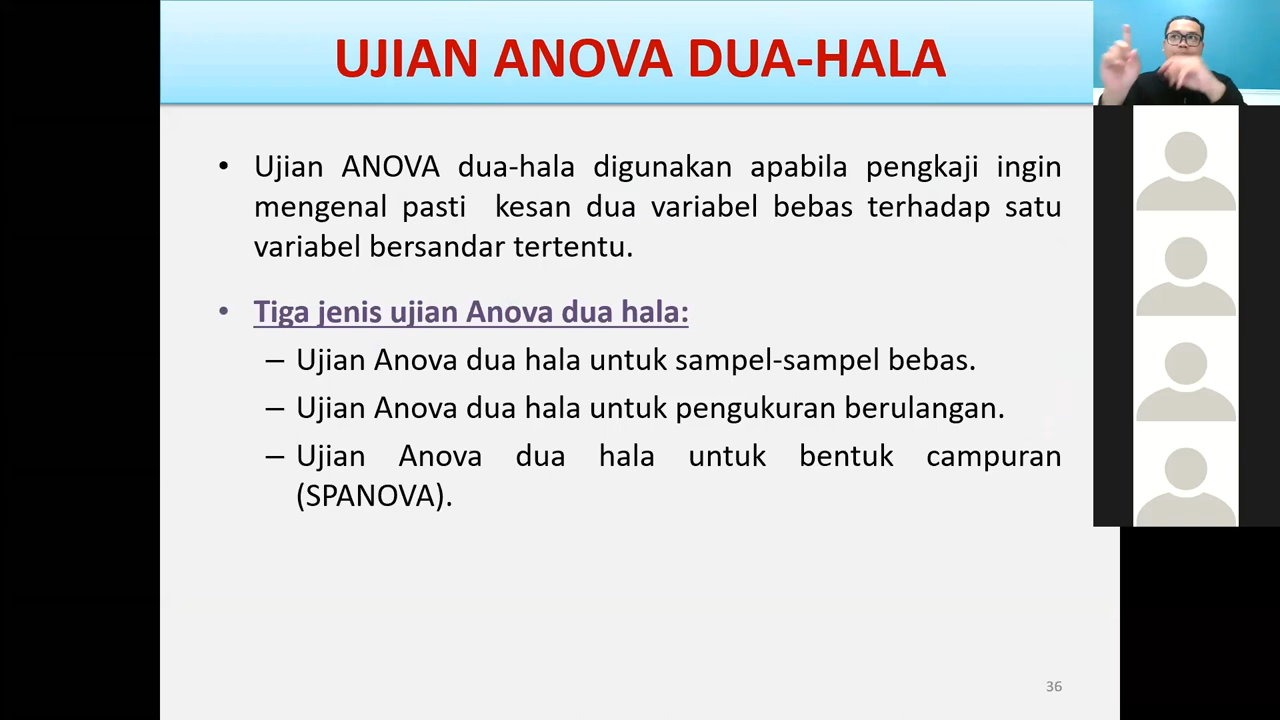 UJIAN ANOVA DUA-HALA
• Ujian ANOVA dua-hala digunakan apabila pengkaji ingin
mengenal pasti kesan dua variabel bebas terhadap satu
variabel bersandar tertentu.
• Tiga jenis ujian Anova dua hala:
– Ujian Anova dua hala untuk sampel-sampel bebas.
– Ujian Anova dua hala untuk pengukuran berulangan.
– Ujian Anova dua hala untuk bentuk campuran
(SPANOVA).
36